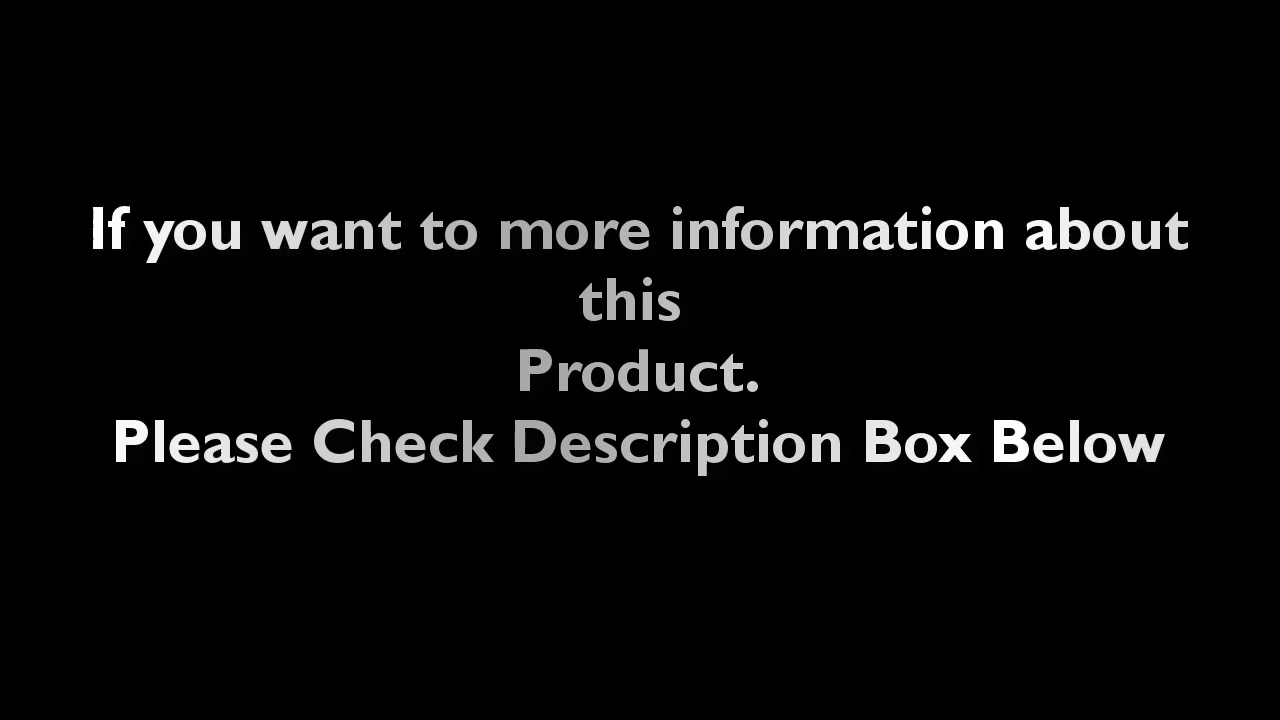 If you want to more information about
this
Product.
Please Check Description Box Below